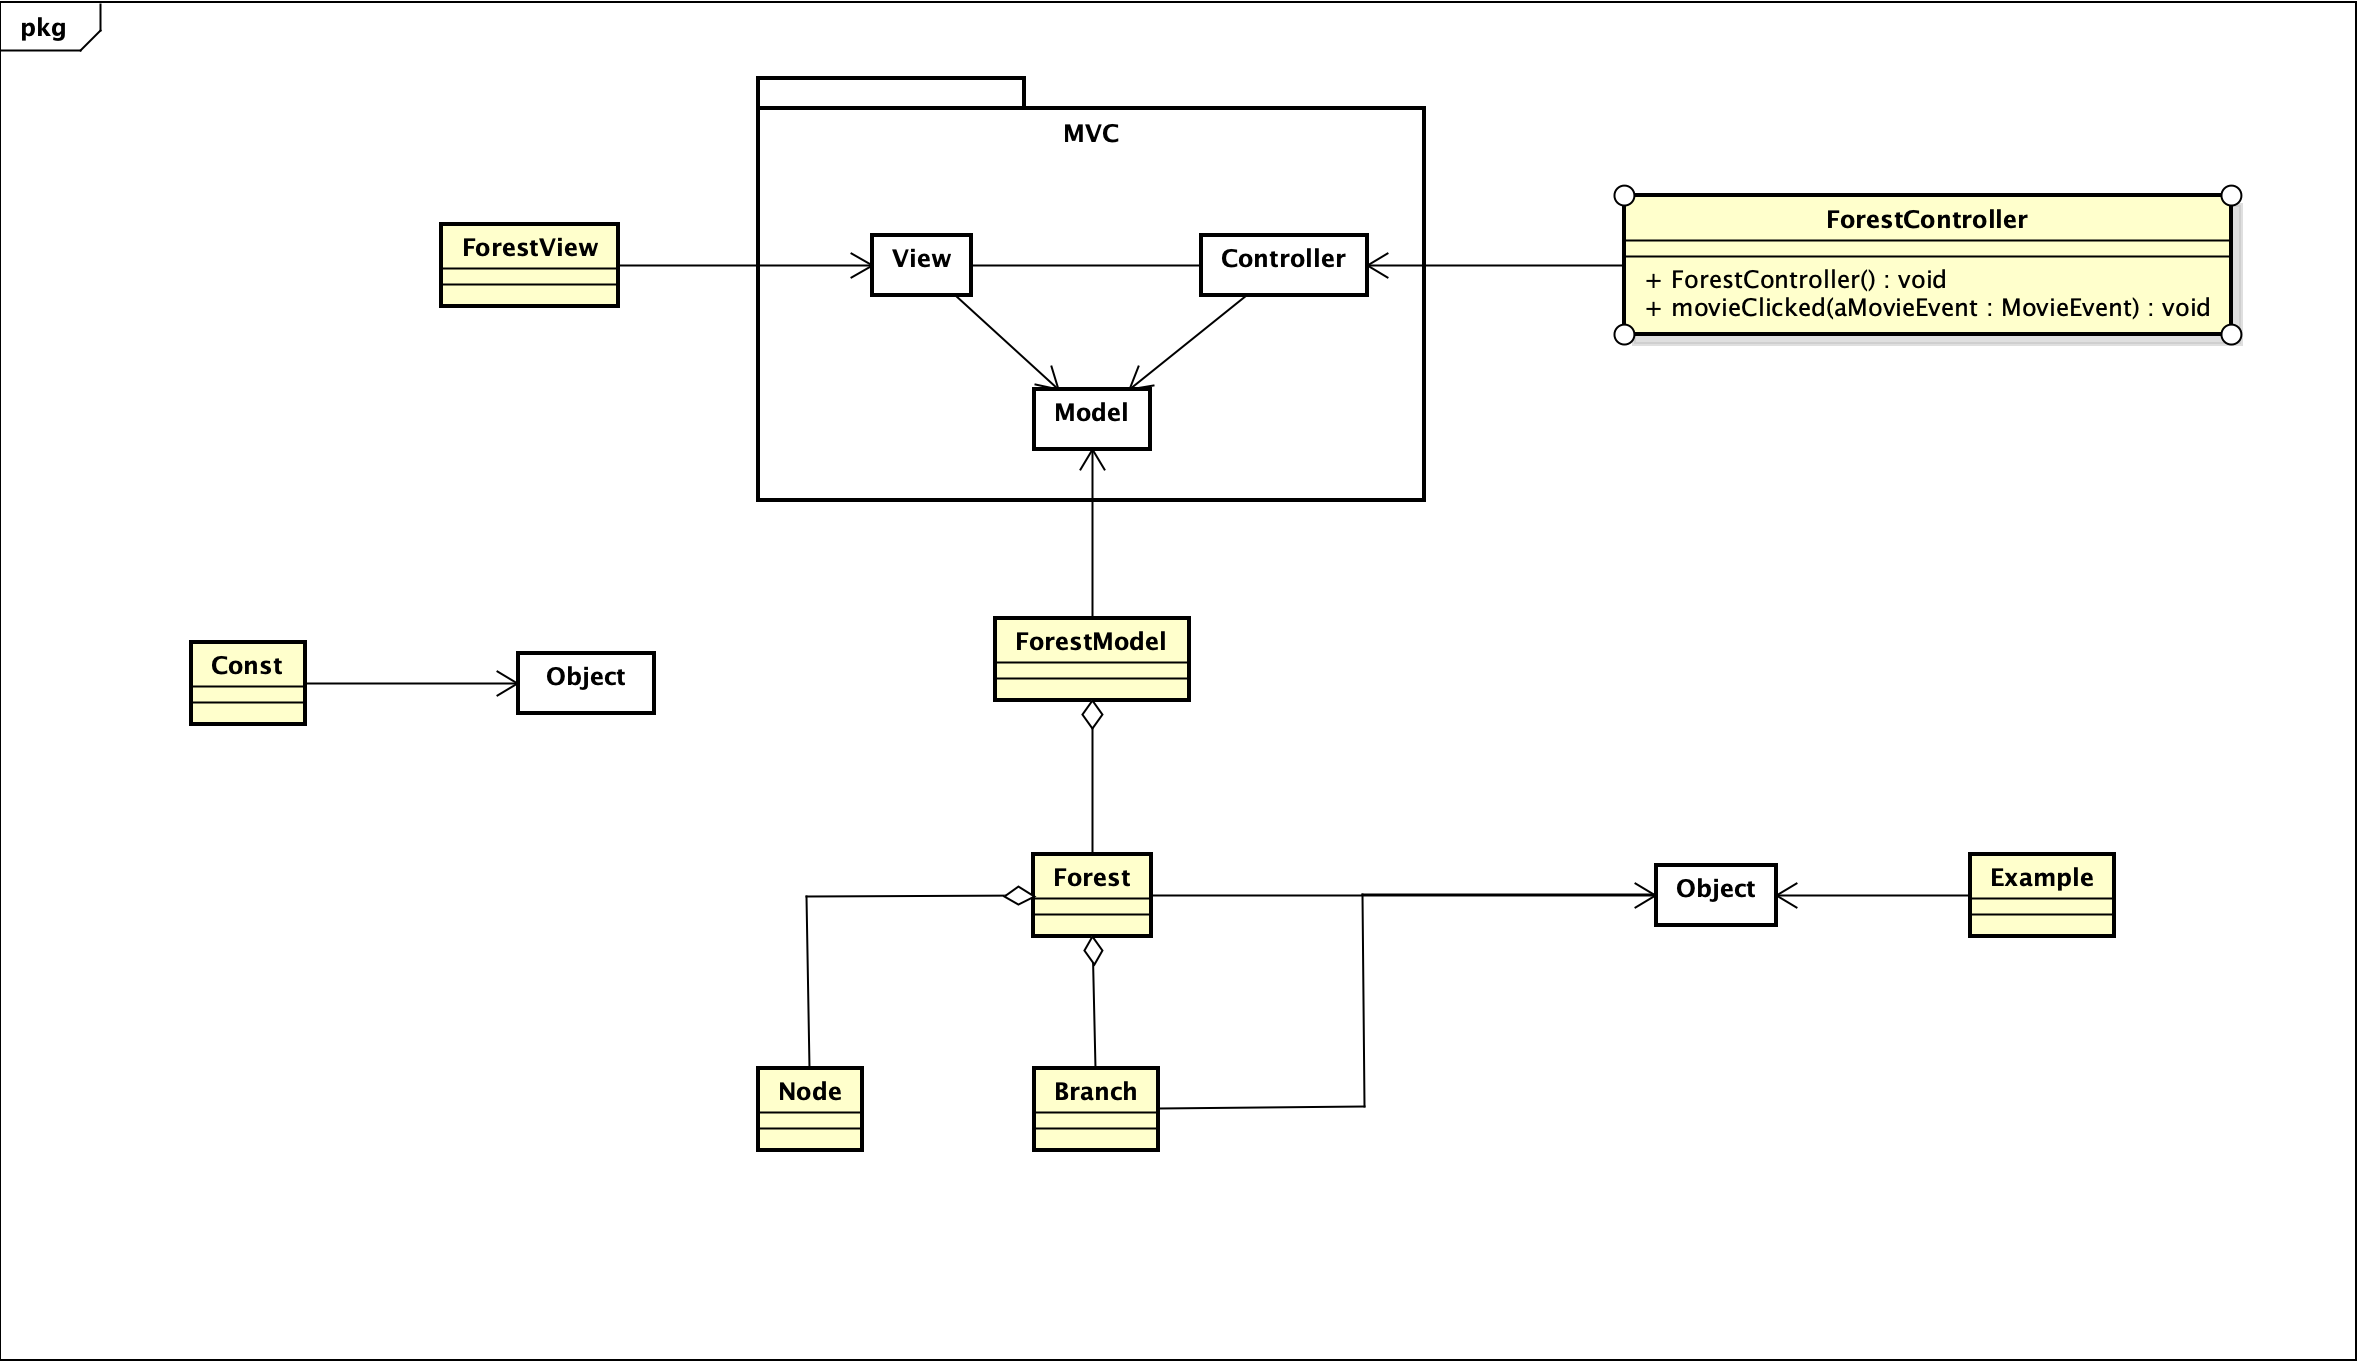 pkg
MVC
ForestView
View
Controller
ForestController
+ ForestController() : void
+ movieClicked(aMovieEvent : MovieEvent) : void
Model
Const
Object
ForestModel
Forest
Object
Example
Node
Branch